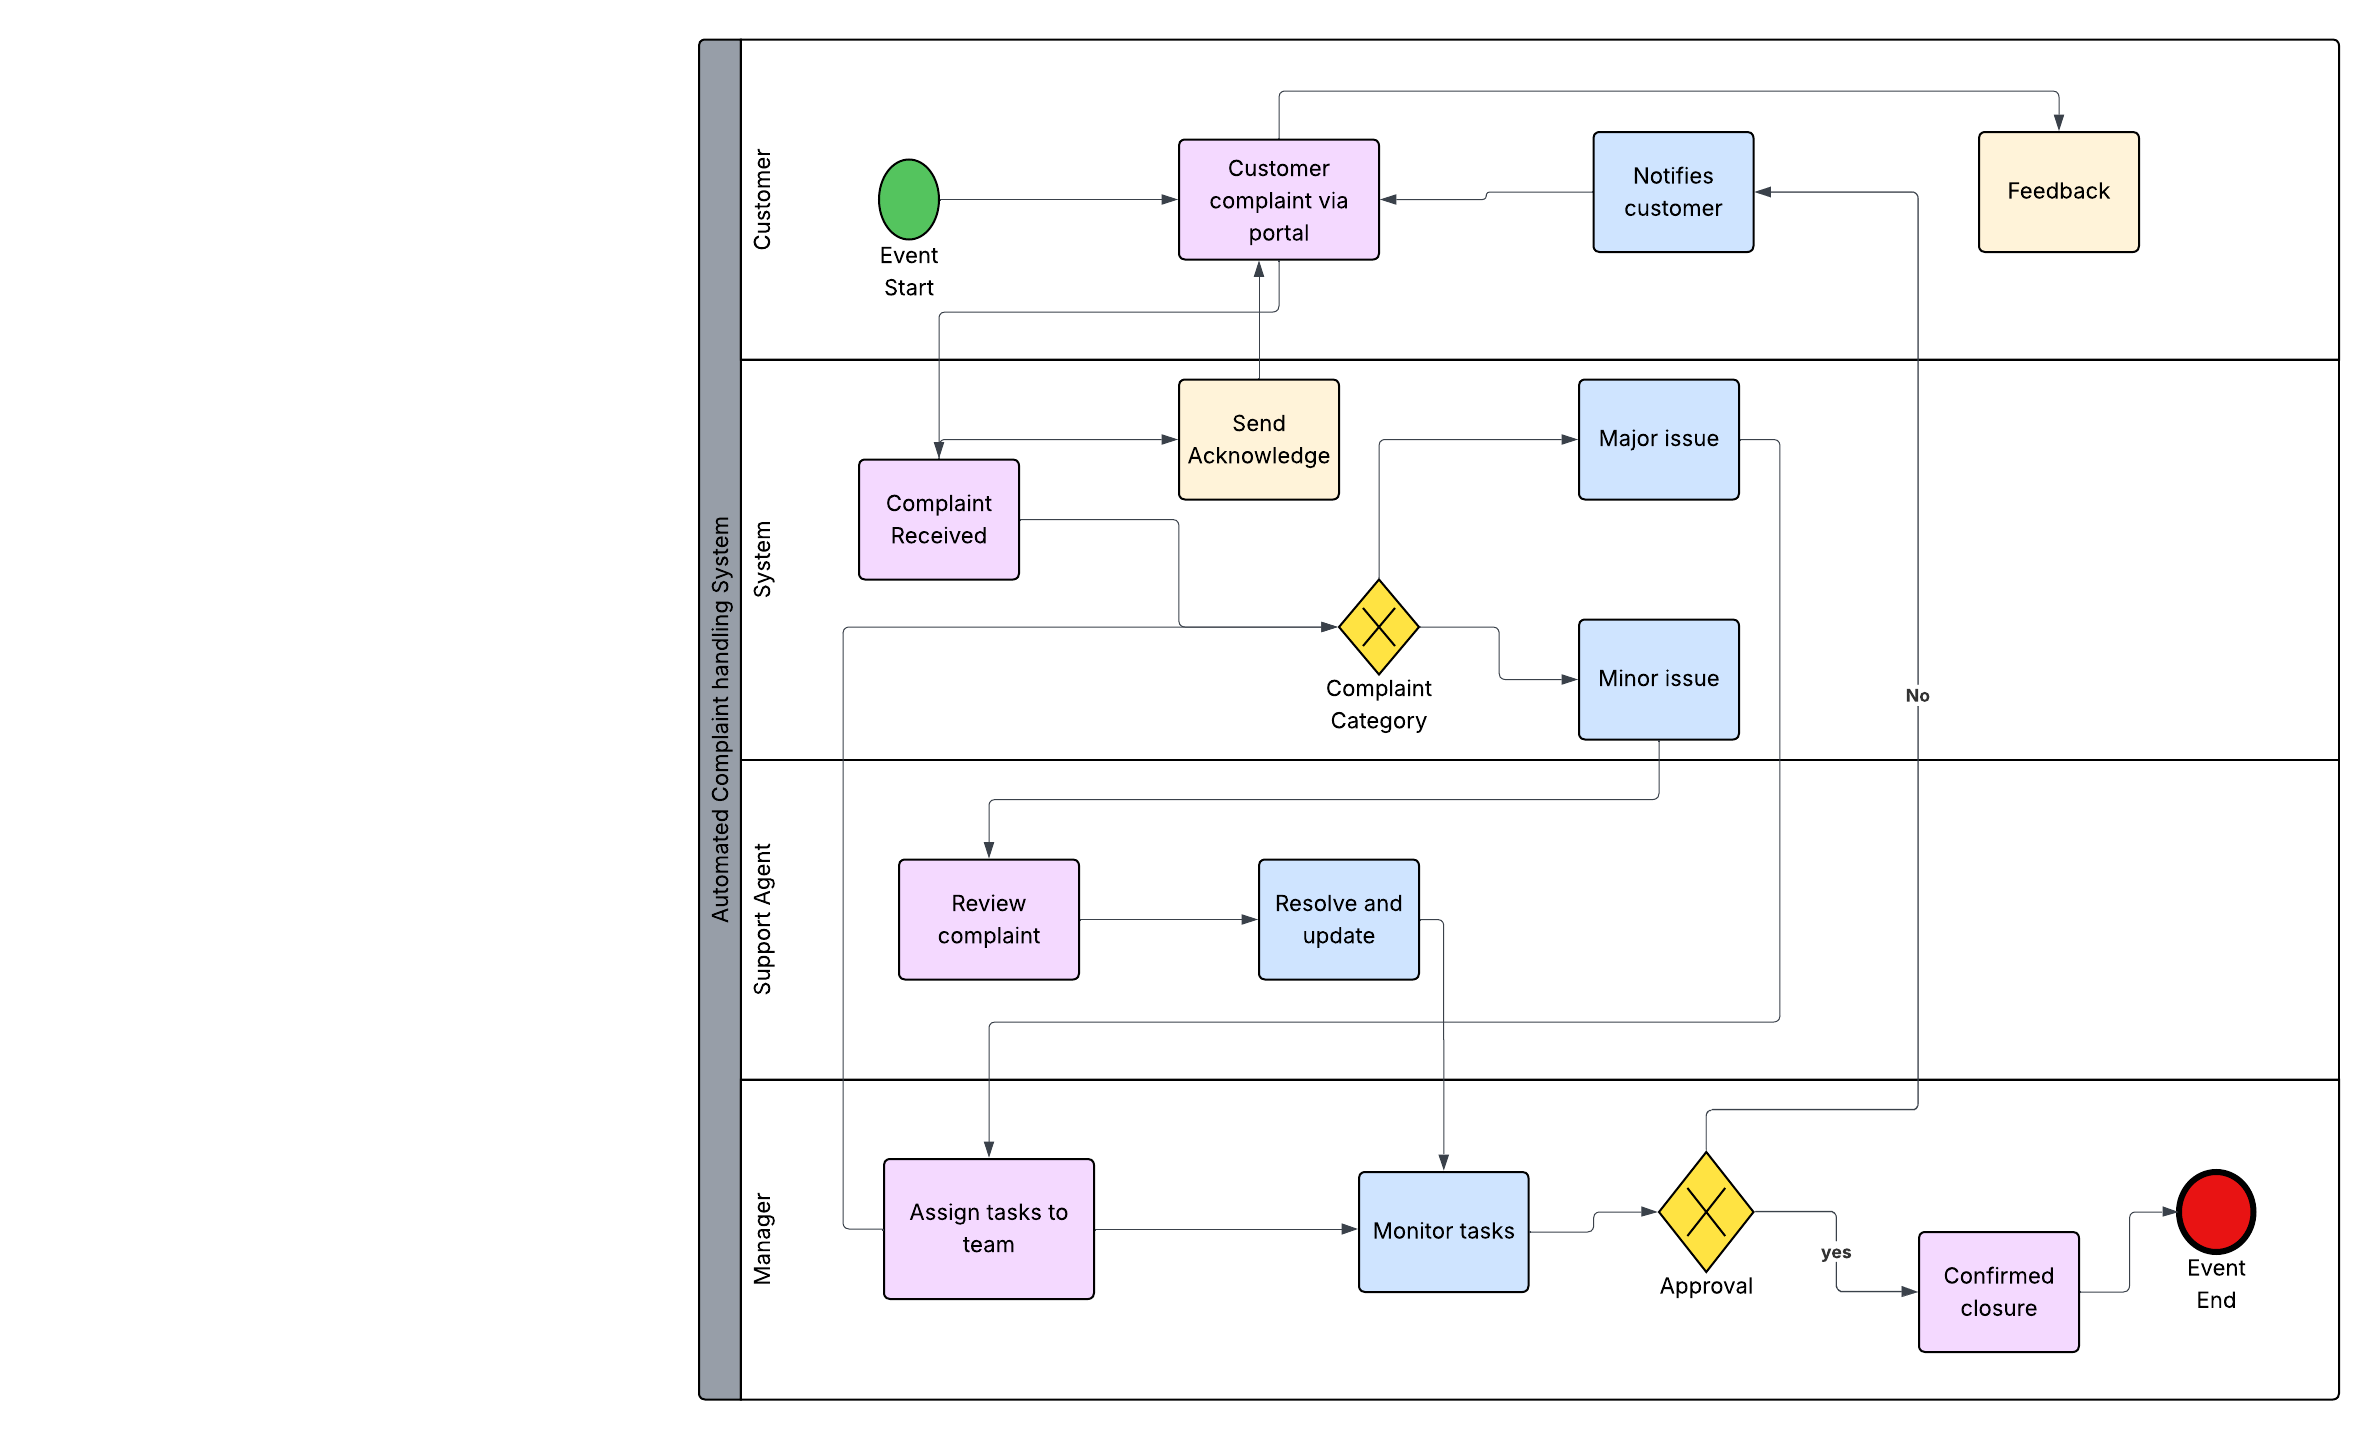 Automated Complaint handling System
Customer
Event
Start
Customer
complaint via
portal
Notifies
customer
Feedback
System
Complaint
Received
Send
Acknowledge
Major issue
Complaint
Category
Minor issue
No
Support Agent
Review
complaint
Resolve and
update
Manager
Assign tasks to
team
Monitor tasks
Approval
yes
Confirmed
closure
Event
End